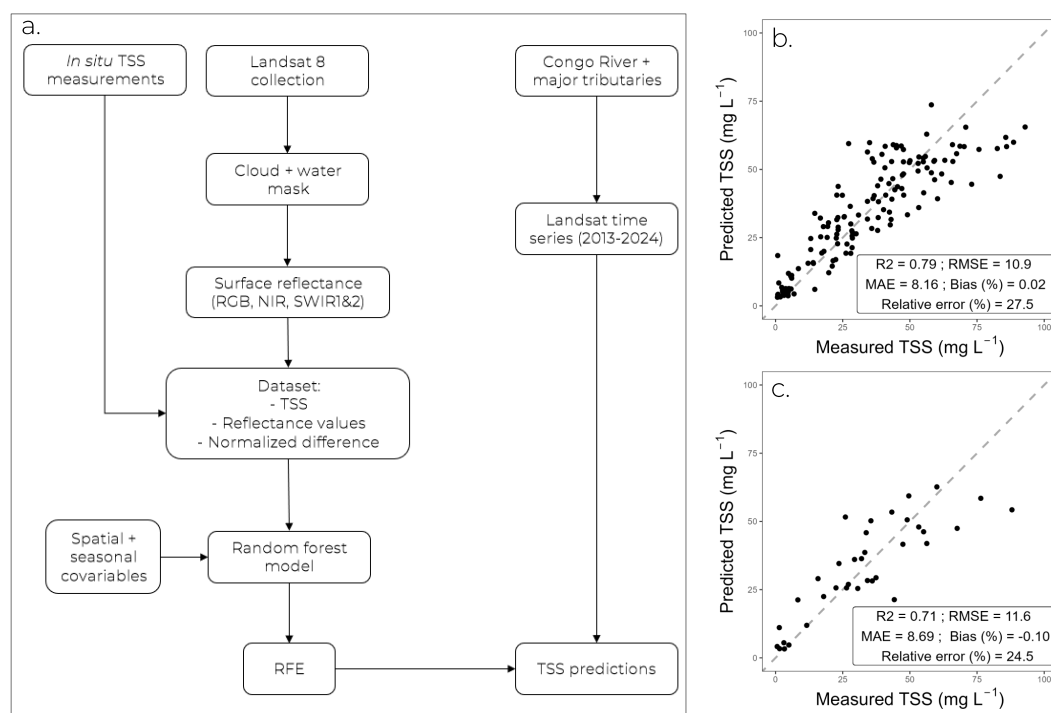 a.
In situ TSS
measurements
Landsat 8
collection
Congo River +
major tributaries
Cloud + water
mask
Landsat time
series (2013-2024)
Surface reflectance
(RGB, NIR, SWIR1&2)
Dataset:
- TSS
- Reflectance values
- Normalized difference
Spatial +
seasonal
covariables
Random forest
model
RFE
TSS predictions
b.
Predicted TSS (mg L⁻¹)
100
75
50
25
0
R2 = 0.79 ; RMSE = 10.9
MAE = 8.16 ; Bias (%) = 0.02
Relative error (%) = 27.5
0 25 50 75 100
Measured TSS (mg L⁻¹)
c.
Predicted TSS (mg L⁻¹)
100
75
50
25
0
R2 = 0.71 ; RMSE = 11.6
MAE = 8.69 ; Bias (%) = -0.10
Relative error (%) = 24.5
0 25 50 75 100
Measured TSS (mg L⁻¹)